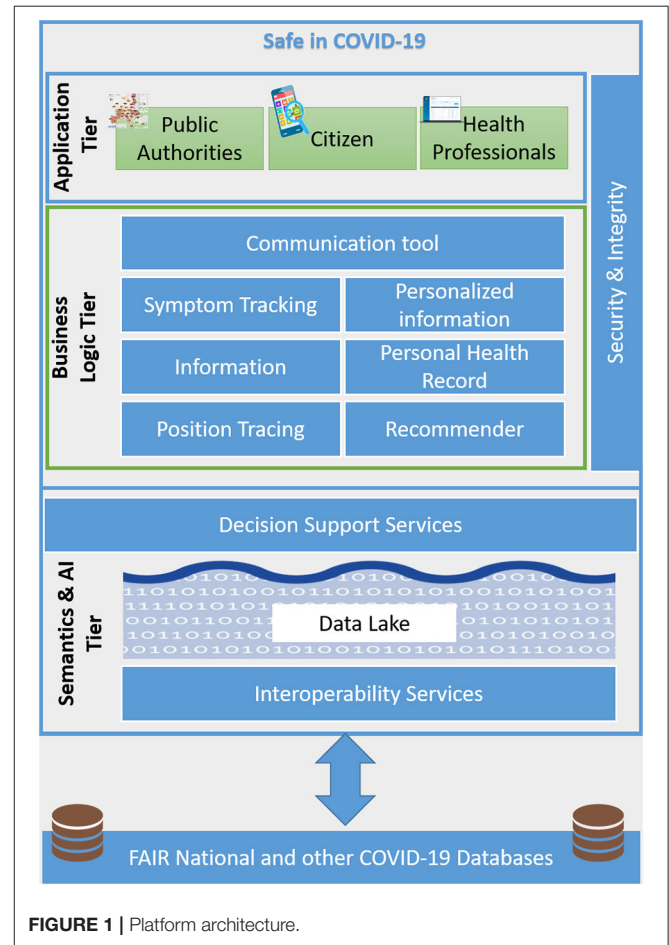 Safe in COVID-19
Application
Tier
Public
Authorities
Citizen
Health
Professionals
Security & Integrity
Business
Logic Tier
Communication tool
Symptom Tracking
Personalized
information
Information
Personal Health
Record
Position Tracing
Recommender
Semantics & AI
Tier
Decision Support Services
Data Lake
Interoperability Services
FAIR National and other COVID-19 Databases
FIGURE 1 | Platform architecture.